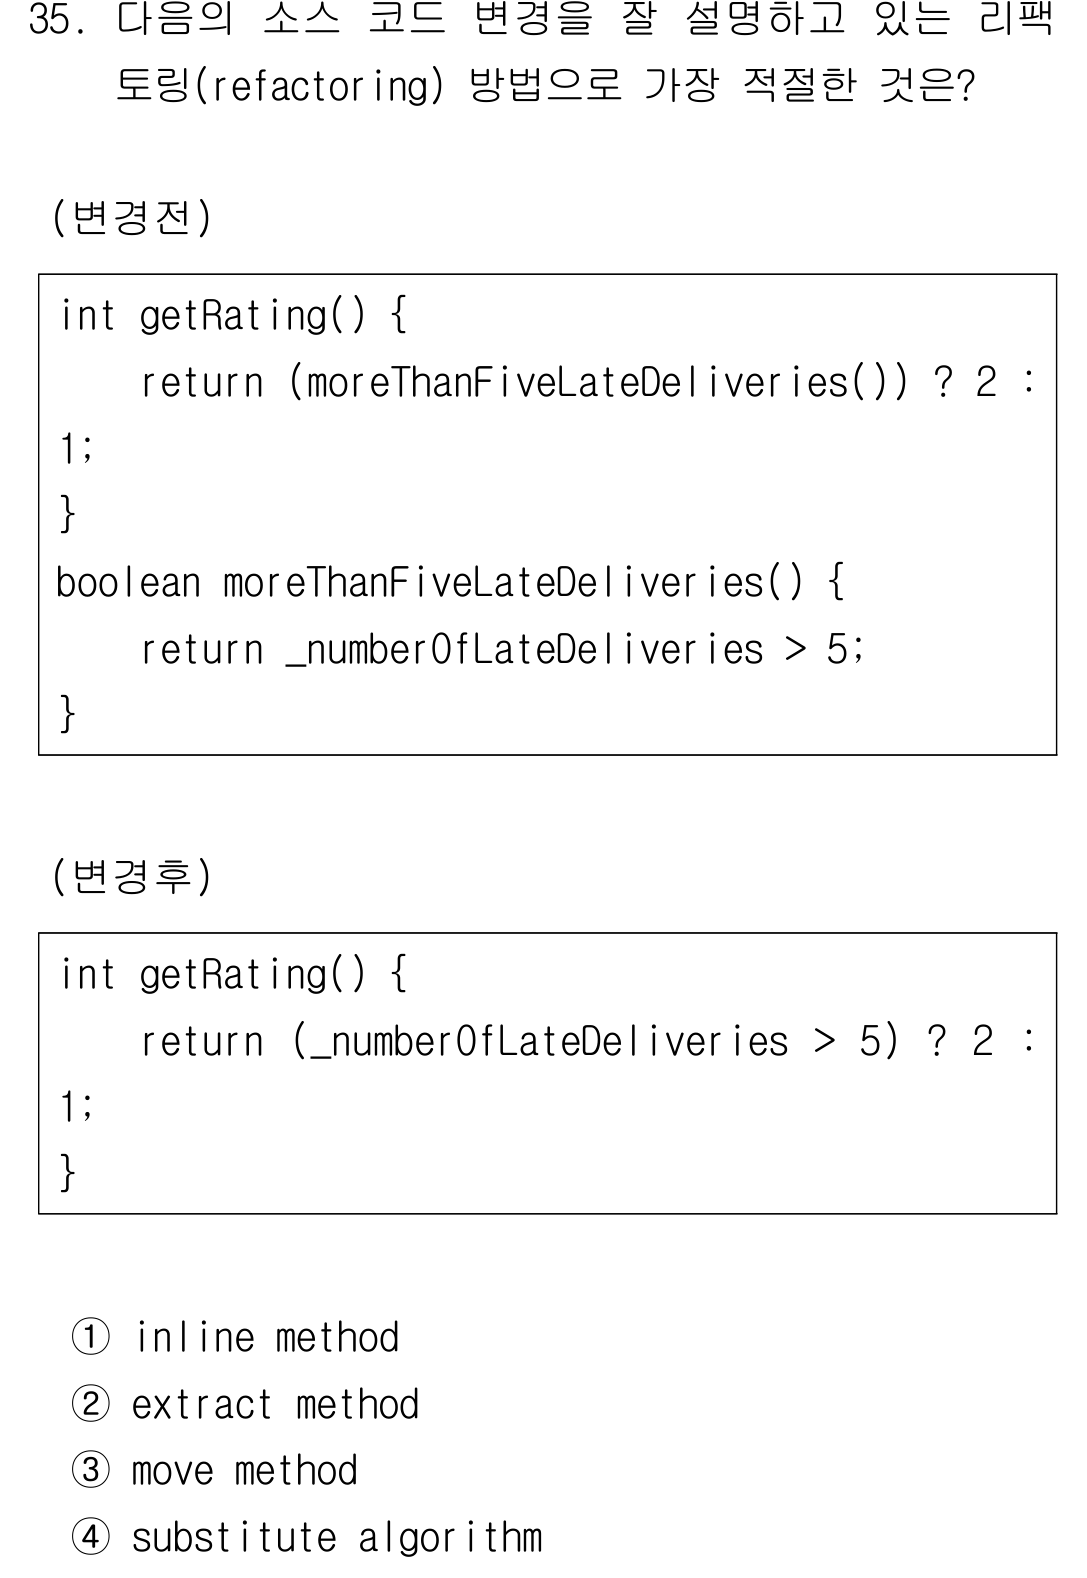 35. 다음의 소스 코드 변경을 잘 설명하고 있는 리팩
토링(refactoring) 방법으로 가장 적절한 것은?
(변경전)
int getRating() {
return (moreThanFiveLateDeliveries()) ? 2 :
1;
}
boolean moreThanFiveLateDeliveries() {
return _numberOfLateDeliveries > 5;
}
(변경후)
int getRating() {
return (_numberOfLateDeliveries > 5) ? 2 :
1;
}
① inline method
② extract method
③ move method
④ substitute algorithm